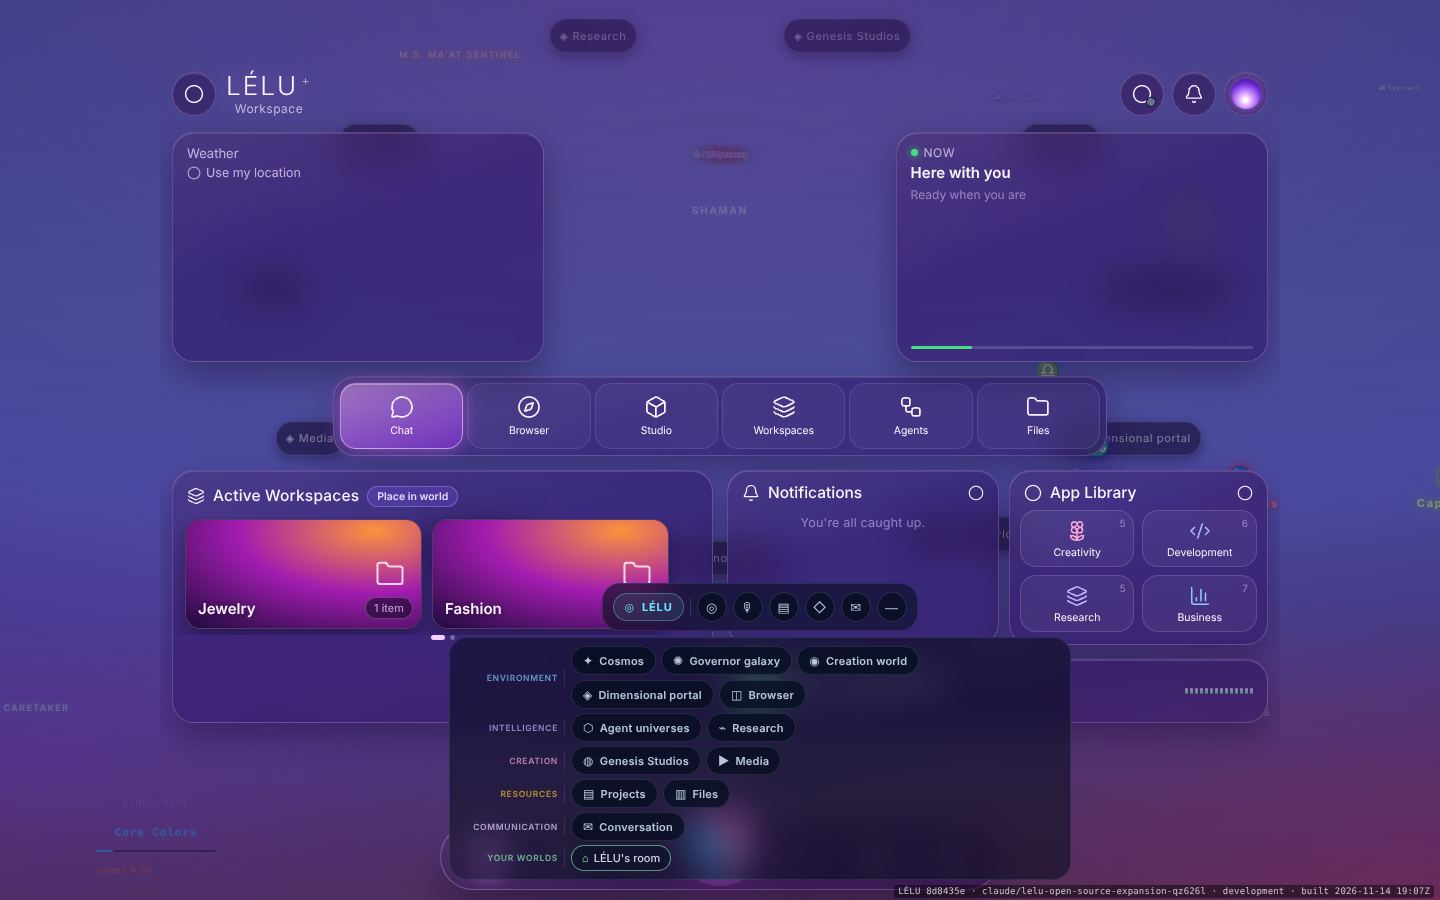 ◈ Research
◈ Genesis Studios
M.S. MA'AT SENTINEL
LÉLU +
Workspace
Skyreach
Weather
Use my location
NOW
Here with you
Ready when you are
SHAMAN
Chat
Browser
Studio
Workspaces
Agents
Files
◈ Media
ensional portal
Active Workspaces
Place in world
Jewelry
1 item
Fashion
Notifications
You're all caught up.
App Library
Creativity
5
Development
6
Research
5
Business
7
Cap
LÉLU
ENVIRONMENT
Cosmos
Governor galaxy
Creation world
Dimensional portal
Browser
INTELLIGENCE
Agent universes
Research
CREATION
Genesis Studios
Media
RESOURCES
Projects
Files
COMMUNICATION
Conversation
YOUR WORLDS
LÉLU's room
CARETAKER
ATMOSPHERE
Core Colors
LÉLU 8d8435e · claude/lelu-open-source-expansion-qz626l · development · built 2026-11-14 19:07Z